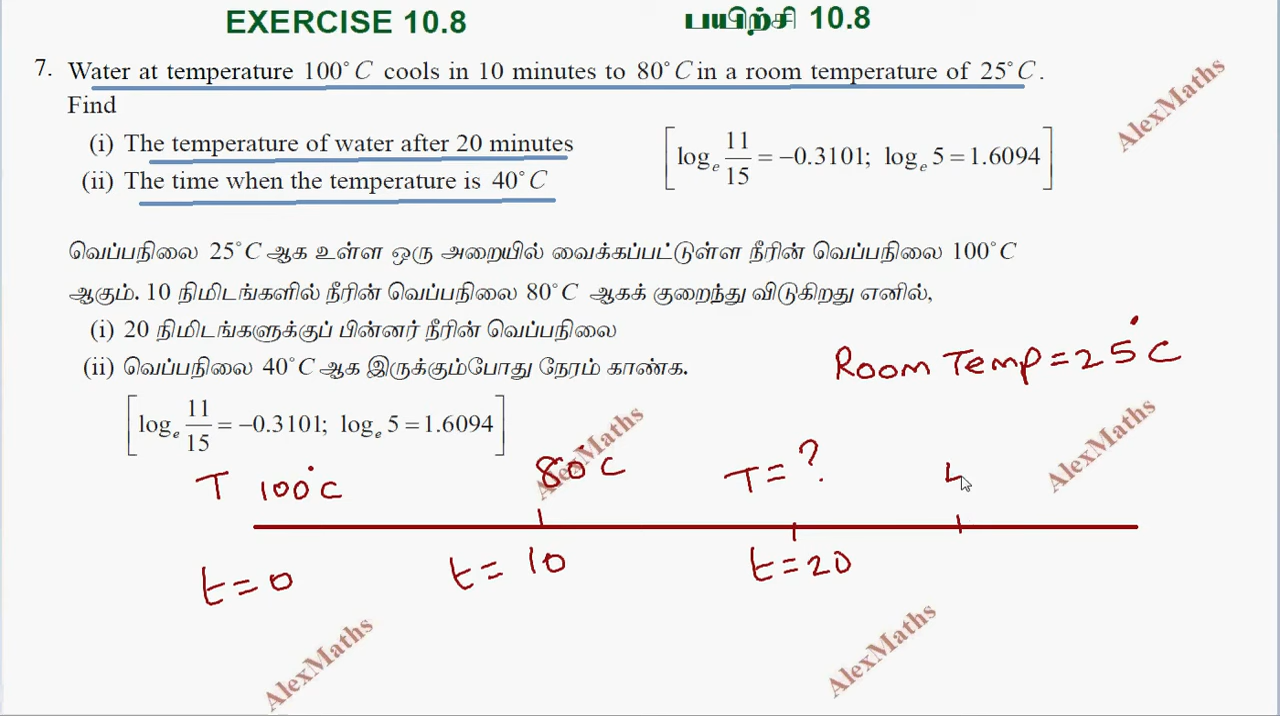 EXERCISE 10.8 பயிற்சி 10.8
7. Water at temperature 100°C cools in 10 minutes to 80°C in a room temperature of 25°C.
Find
(i) The temperature of water after 20 minutes
(ii) The time when the temperature is 40°C
[log_e 11/15 = −0.3101; log_e 5 = 1.6094]
AlexMaths
வெப்பநிலை 25°C ஆக உள்ள ஒரு அறையில் வைக்கப்பட்டுள்ள நீரின் வெப்பநிலை 100°C
ஆகும். 10 நிமிடங்களில் நீரின் வெப்பநிலை 80°C ஆகக் குறைந்து விடுகிறது எனில்,
(i) 20 நிமிடங்களுக்குப் பின்னர் நீரின் வெப்பநிலை
(ii) வெப்பநிலை 40°C ஆக இருக்கும்போது நேரம் காண்க.
Room Temp = 25°C
[log_e 11/15 = −0.3101; log_e 5 = 1.6094]
AlexMaths
AlexMaths
T 100°C 80°C T = ? 4
t = 0 t = 10 t = 20
AlexMaths
AlexMaths